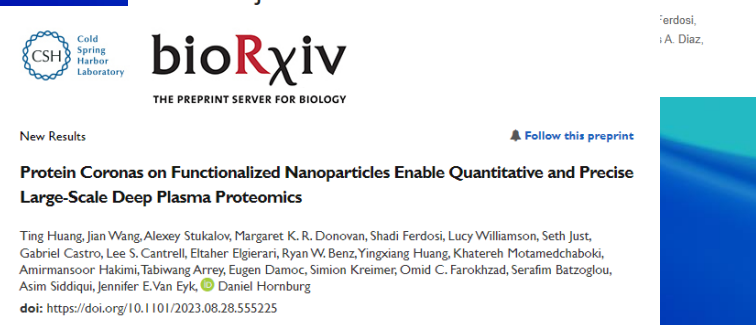 Ferdosi,
A. Diaz,
CSH Cold
Spring
Harbor
Laboratory
bioRχiv
THE PREPRINT SERVER FOR BIOLOGY
New Results
Follow this preprint
Protein Coronas on Functionalized Nanoparticles Enable Quantitative and Precise
Large-Scale Deep Plasma Proteomics
Ting Huang, Jian Wang, Alexey Stukalov, Margaret K. R. Donovan, Shadi Ferdosi, Lucy Williamson, Seth Just,
Gabriel Castro, Lee S. Cantrell, Eltaher Elgierari, Ryan W. Benz, Yingxiang Huang, Khatereh Motamedchaboki,
Amirmansoor Hakimi, Tabiwang Arrey, Eugen Damoc, Simion Kreimer, Omid C. Farokhzad, Serafim Batzoglou,
Asim Siddiqui, Jennifer E. Van Eyk, iD Daniel Hornburg
doi: https://doi.org/10.1101/2023.08.28.555225